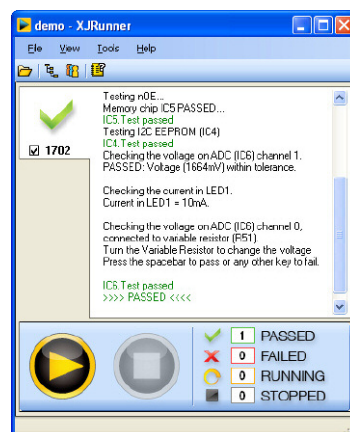 demo - XJRunner
File View Tools Help
Testing nOE...
Memory chip IC5 PASSED...
IC5.Test passed
Testing I2C EEPROM (IC4)
IC4.Test passed
Checking the voltage on ADC (IC6) channel 1.
PASSED: Voltage (1664mV) within tolerance.
Checking the current in LED1.
Current in LED1 = 10mA.
Checking the voltage on ADC (IC6) channel 0,
connected to variable resistor (R51).
Turn the Variable Resistor to change the voltage
Press the spacebar to pass or any other key to fail.
IC6.Test passed
>>>> PASSED <<<<
1702
1 PASSED
0 FAILED
0 RUNNING
0 STOPPED